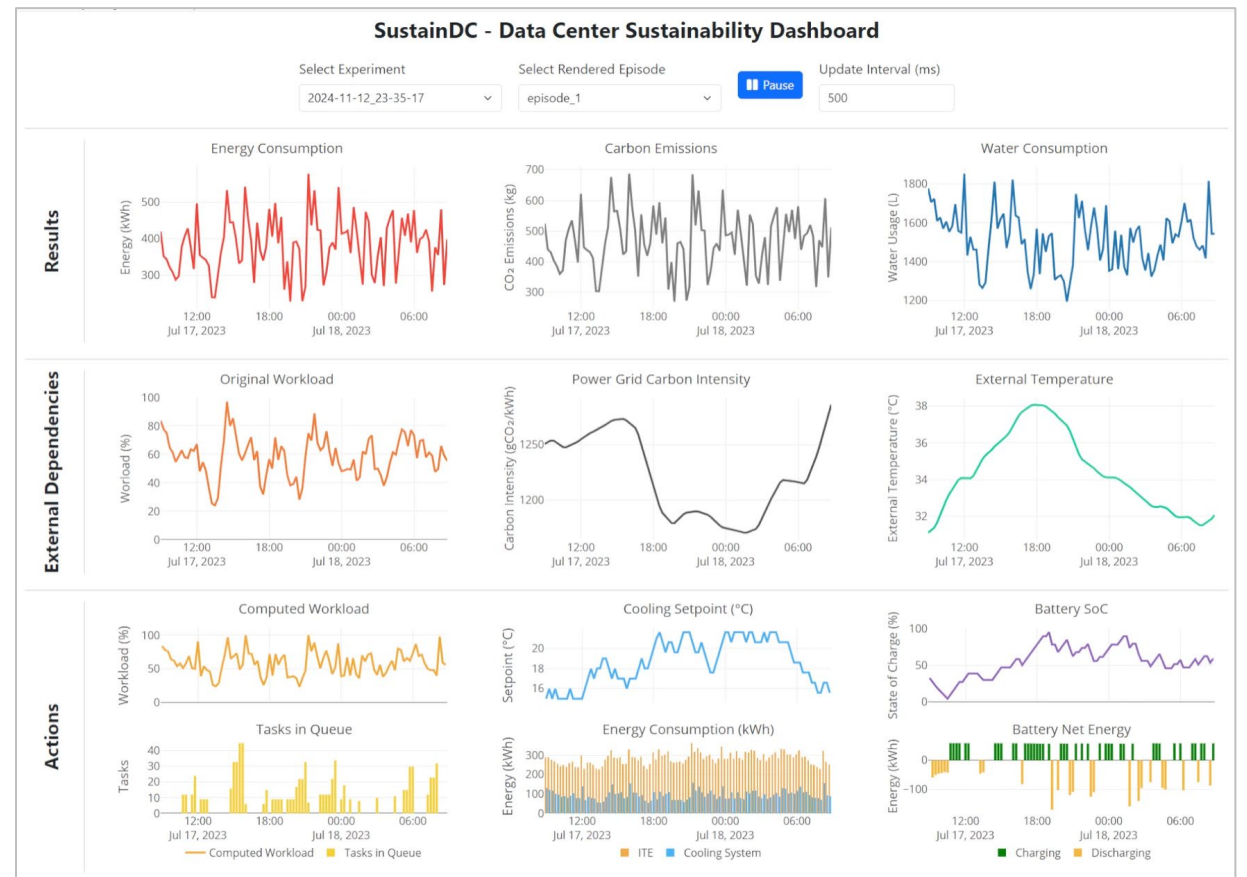 SustainDC - Data Center Sustainability Dashboard
Select Experiment
Select Rendered Episode
Update Interval (ms)
2024-11-12_23-35-17
episode_1
Pause
500
Results
Energy Consumption
Energy (kWh)
500
400
300
12:00
Jul 17, 2023
18:00
00:00
Jul 18, 2023
06:00
Carbon Emissions
CO₂ Emissions (kg)
700
600
500
400
300
12:00
Jul 17, 2023
18:00
00:00
Jul 18, 2023
06:00
Water Consumption
Water Usage (L)
1800
1600
1400
1200
12:00
Jul 17, 2023
18:00
00:00
Jul 18, 2023
06:00
External Dependencies
Original Workload
Worload (%)
100
80
60
40
20
0
12:00
Jul 17, 2023
18:00
00:00
Jul 18, 2023
06:00
Power Grid Carbon Intensity
Carbon Intensity (gCO₂/kWh)
1250
1200
12:00
Jul 17, 2023
18:00
00:00
Jul 18, 2023
06:00
External Temperature
External Temperature (°C)
38
36
34
32
12:00
Jul 17, 2023
18:00
00:00
Jul 18, 2023
06:00
Actions
Computed Workload
Workload (%)
100
50
0
Tasks in Queue
Tasks
40
30
20
10
0
12:00
Jul 17, 2023
18:00
00:00
Jul 18, 2023
06:00
Computed Workload
Tasks in Queue
Cooling Setpoint (°C)
Setpoint (°C)
20
18
16
Energy Consumption (kWh)
Energy (kWh)
300
200
100
0
12:00
Jul 17, 2023
18:00
00:00
Jul 18, 2023
06:00
ITE
Cooling System
Battery SoC
State of Charge (%)
100
50
0
Battery Net Energy
Energy (kWh)
0
−100
12:00
Jul 17, 2023
18:00
00:00
Jul 18, 2023
06:00
Charging
Discharging